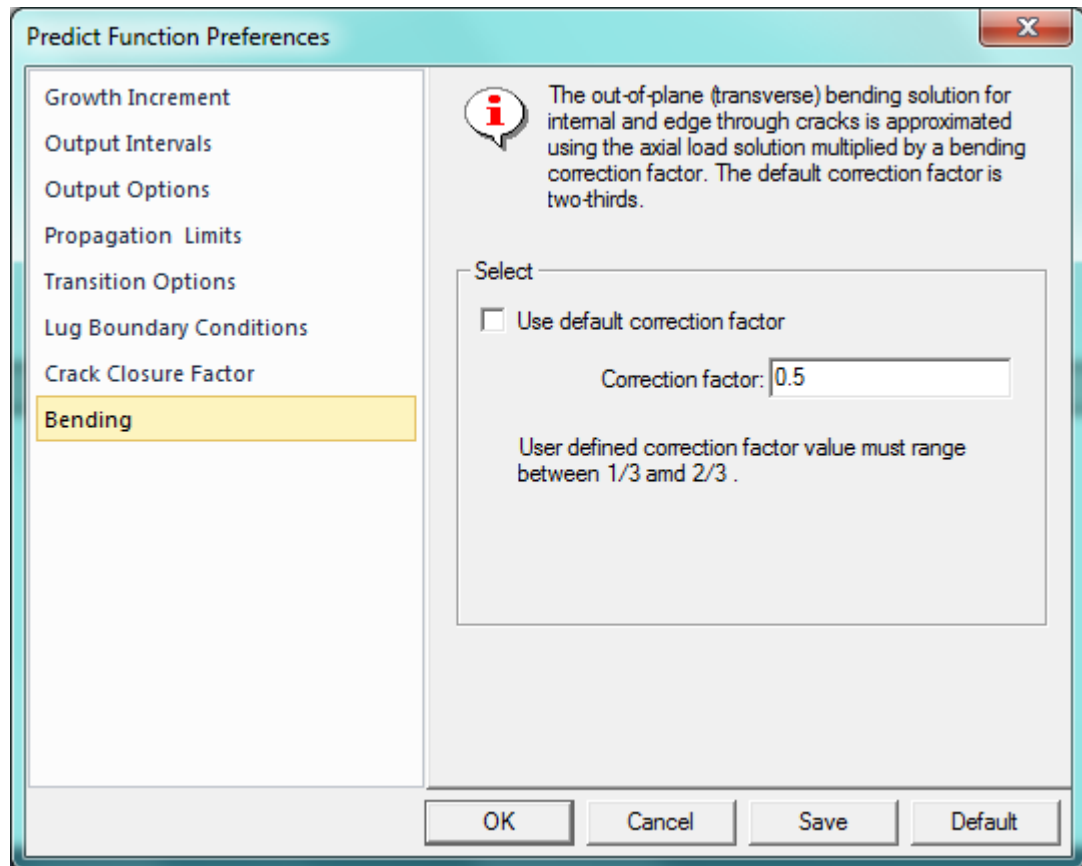 Predict Function Preferences
Growth Increment
Output Intervals
Output Options
Propagation Limits
Transition Options
Lug Boundary Conditions
Crack Closure Factor
Bending
The out-of-plane (transverse) bending solution for
internal and edge through cracks is approximated
using the axial load solution multiplied by a bending
correction factor. The default correction factor is
two-thirds.
Select
Use default correction factor
Correction factor: 0.5
User defined correction factor value must range
between 1/3 amd 2/3 .
OK Cancel Save Default